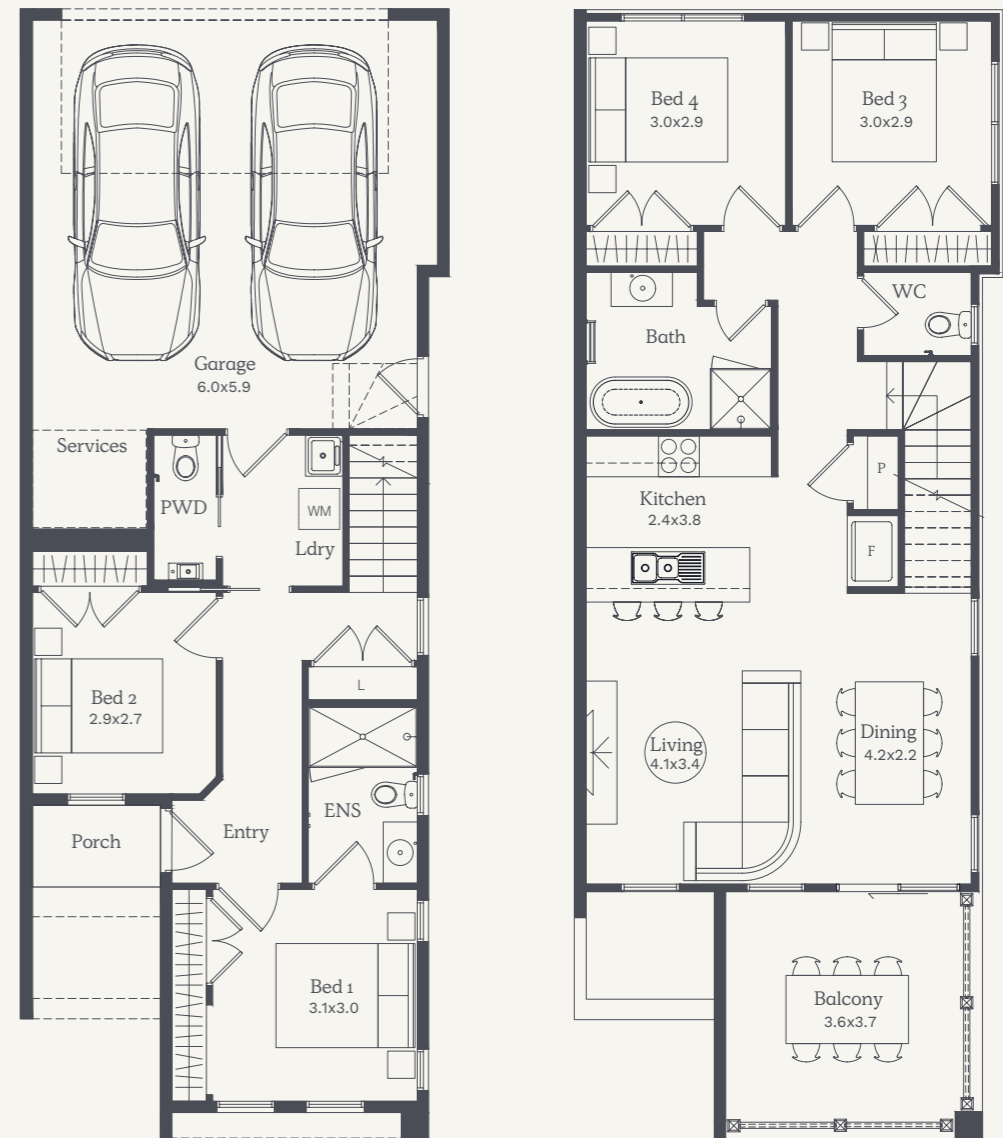 Garage
6.0x5.9
Services
PWD
WM
Ldry
Bed 2
2.9x2.7
L
ENS
Porch
Entry
Bed 1
3.1x3.0
Bed 4
3.0x2.9
Bed 3
3.0x2.9
WC
Bath
P
Kitchen
2.4x3.8
F
Living
4.1x3.4
Dining
4.2x2.2
Balcony
3.6x3.7